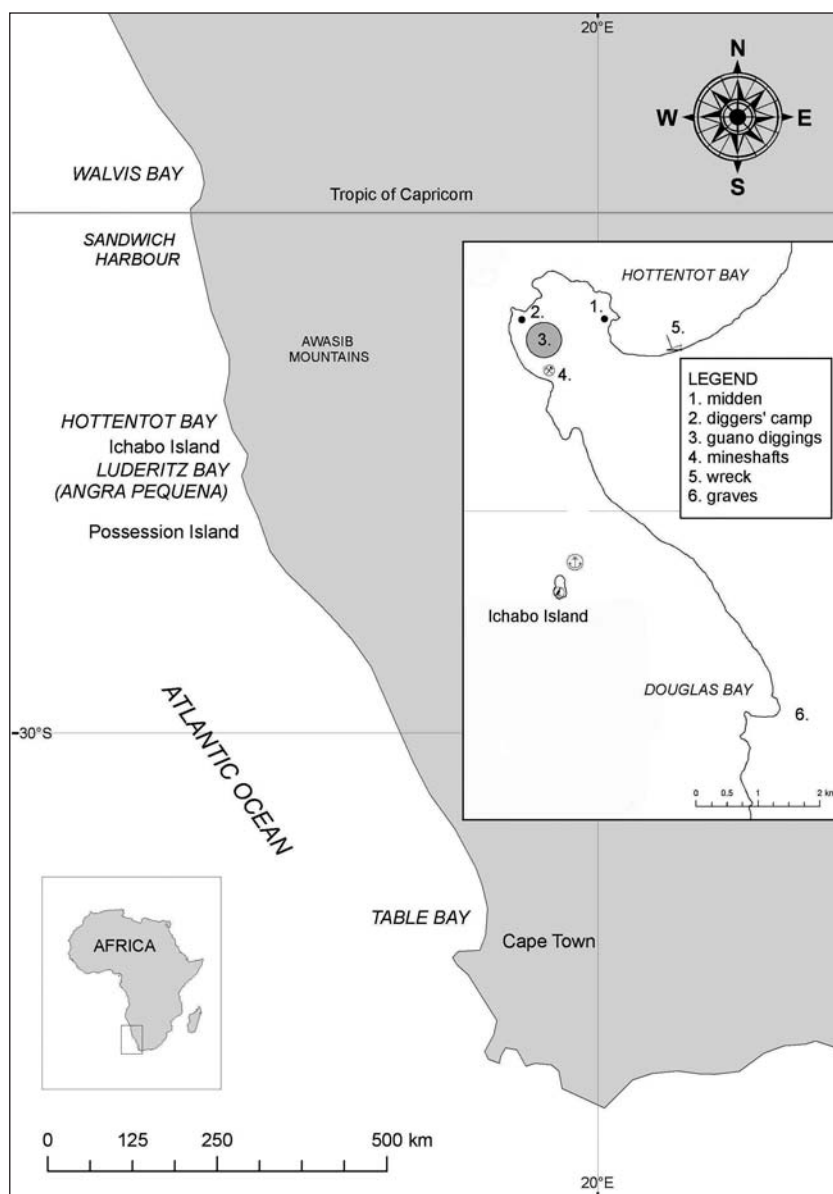 20°E
N
W
E
S
WALVIS BAY
Tropic of Capricorn
SANDWICH
HARBOUR
AWASIB
MOUNTAINS
HOTTENTOT BAY
Ichabo Island
LUDERITZ BAY
(ANGRA PEQUENA)
Possession Island
HOTTENTOT BAY
1.
2.
3.
4.
5.
LEGEND
1. midden
2. diggers' camp
3. guano diggings
4. mineshafts
5. wreck
6. graves
Ichabo Island
DOUGLAS BAY
6.
0 0.5 1 2 km
30°S
ATLANTIC OCEAN
TABLE BAY
Cape Town
AFRICA
0 125 250 500 km
20°E